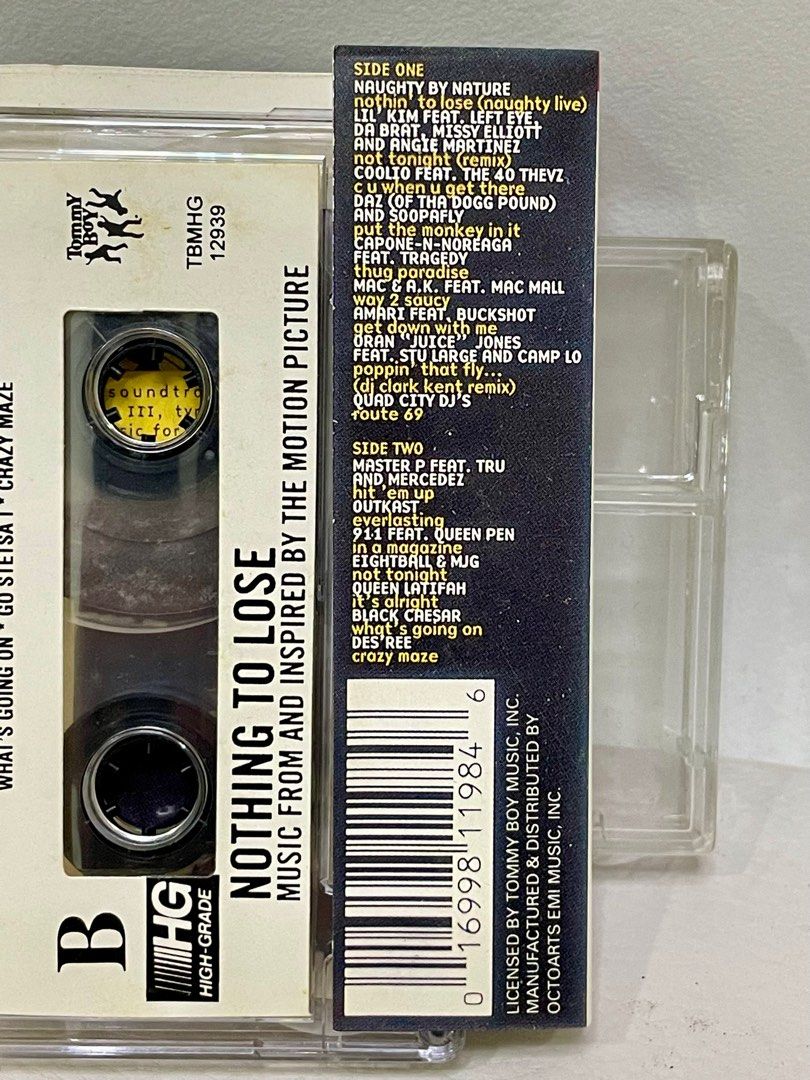 SIDE ONE
NAUGHTY BY NATURE
nothin' to lose (naughty live)
LIL' KIM FEAT. LEFT EYE,
DA BRAT, MISSY ELLIOTT
AND ANGIE MARTINEZ
not tonight (remix)
COOLIO FEAT. THE 40 THEVZ
c u when u get there
DAZ (OF THA DOGG POUND)
AND SOOPAFLY
put the monkey in it
CAPONE-N-NOREAGA
FEAT. TRAGEDY
thug paradise
MAC & A.K. FEAT. MAC MALL
way 2 saucy
AMARI FEAT. BUCKSHOT
get down with me
ORAN "JUICE" JONES
FEAT. STU LARGE AND CAMP LO
poppin' that fly...
(dj clark kent remix)
QUAD CITY DJ'S
route 69
SIDE TWO
MASTER P FEAT. TRU
AND MERCEDEZ
hit 'em up
OUTKAST
everlasting
911 FEAT. QUEEN PEN
in a magazine
EIGHTBALL & MJG
not tonight
QUEEN LATIFAH
it's alright
BLACK CAESAR
what's going on
DES'REE
crazy maze
0 16998 11984 6
LICENSED BY TOMMY BOY MUSIC, INC.
MANUFACTURED & DISTRIBUTED BY
OCTOARTS EMI MUSIC, INC.
WHAT'S GOING ON • GO STETSA I • CRAZY MAZE
Tommy
Boy
TBMHG
12939
soundtra
III, ty
sic for
B
HG
HIGH-GRADE
NOTHING TO LOSE
MUSIC FROM AND INSPIRED BY THE MOTION PICTURE